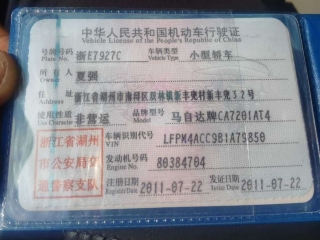 中华人民共和国机动车行驶证
Vehicle License of the People's Republic of China
号牌号码 Plate No. 浙E7927C 车辆类型 Vehicle Type 小型轿车
所有人 夏强
住址 浙江省湖州市南浔区双林镇新丰兜村新丰兜32号
使用性质 非营运 品牌型号 Model 马自达牌CA7201AT4
浙江省湖州市公安局交通警察支队
车辆识别代号 VIN LFPM4ACC9B1A79850
发动机号码 Engine No. 80384704
注册日期 Register Date 2011-07-22 发证日期 Issue Date 2011-07-22